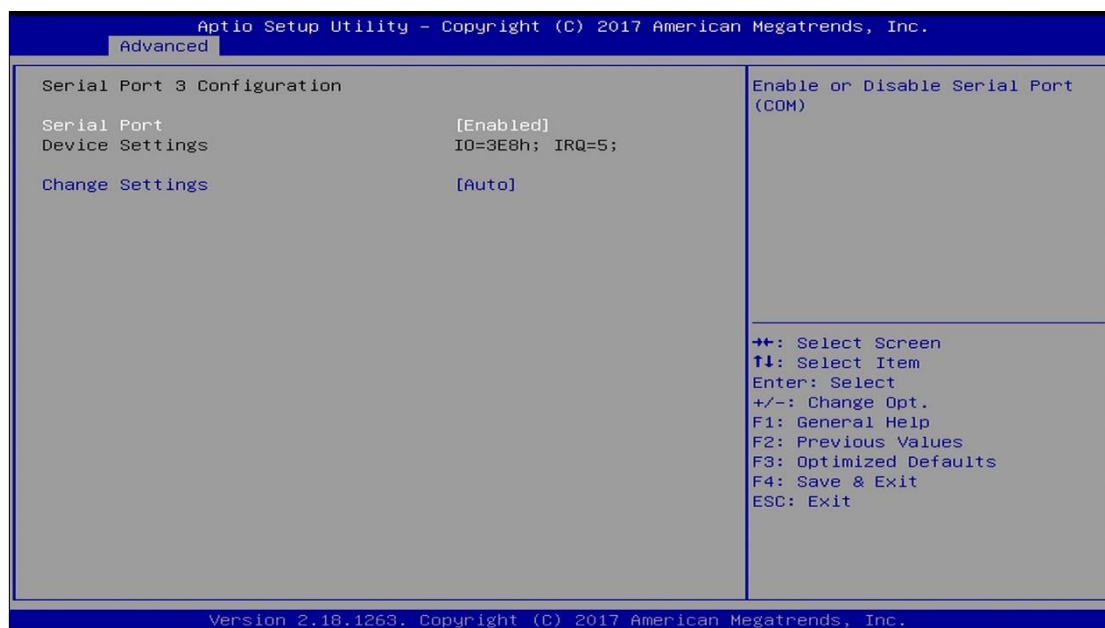 Aptio Setup Utility – Copyright (C) 2017 American Megatrends, Inc.
Advanced
Serial Port 3 Configuration
Serial Port [Enabled]
Device Settings IO=3E8h; IRQ=5;
Change Settings [Auto]
Enable or Disable Serial Port
(COM)
→←: Select Screen
↑↓: Select Item
Enter: Select
+/-: Change Opt.
F1: General Help
F2: Previous Values
F3: Optimized Defaults
F4: Save & Exit
ESC: Exit
Version 2.18.1263. Copyright (C) 2017 American Megatrends, Inc.